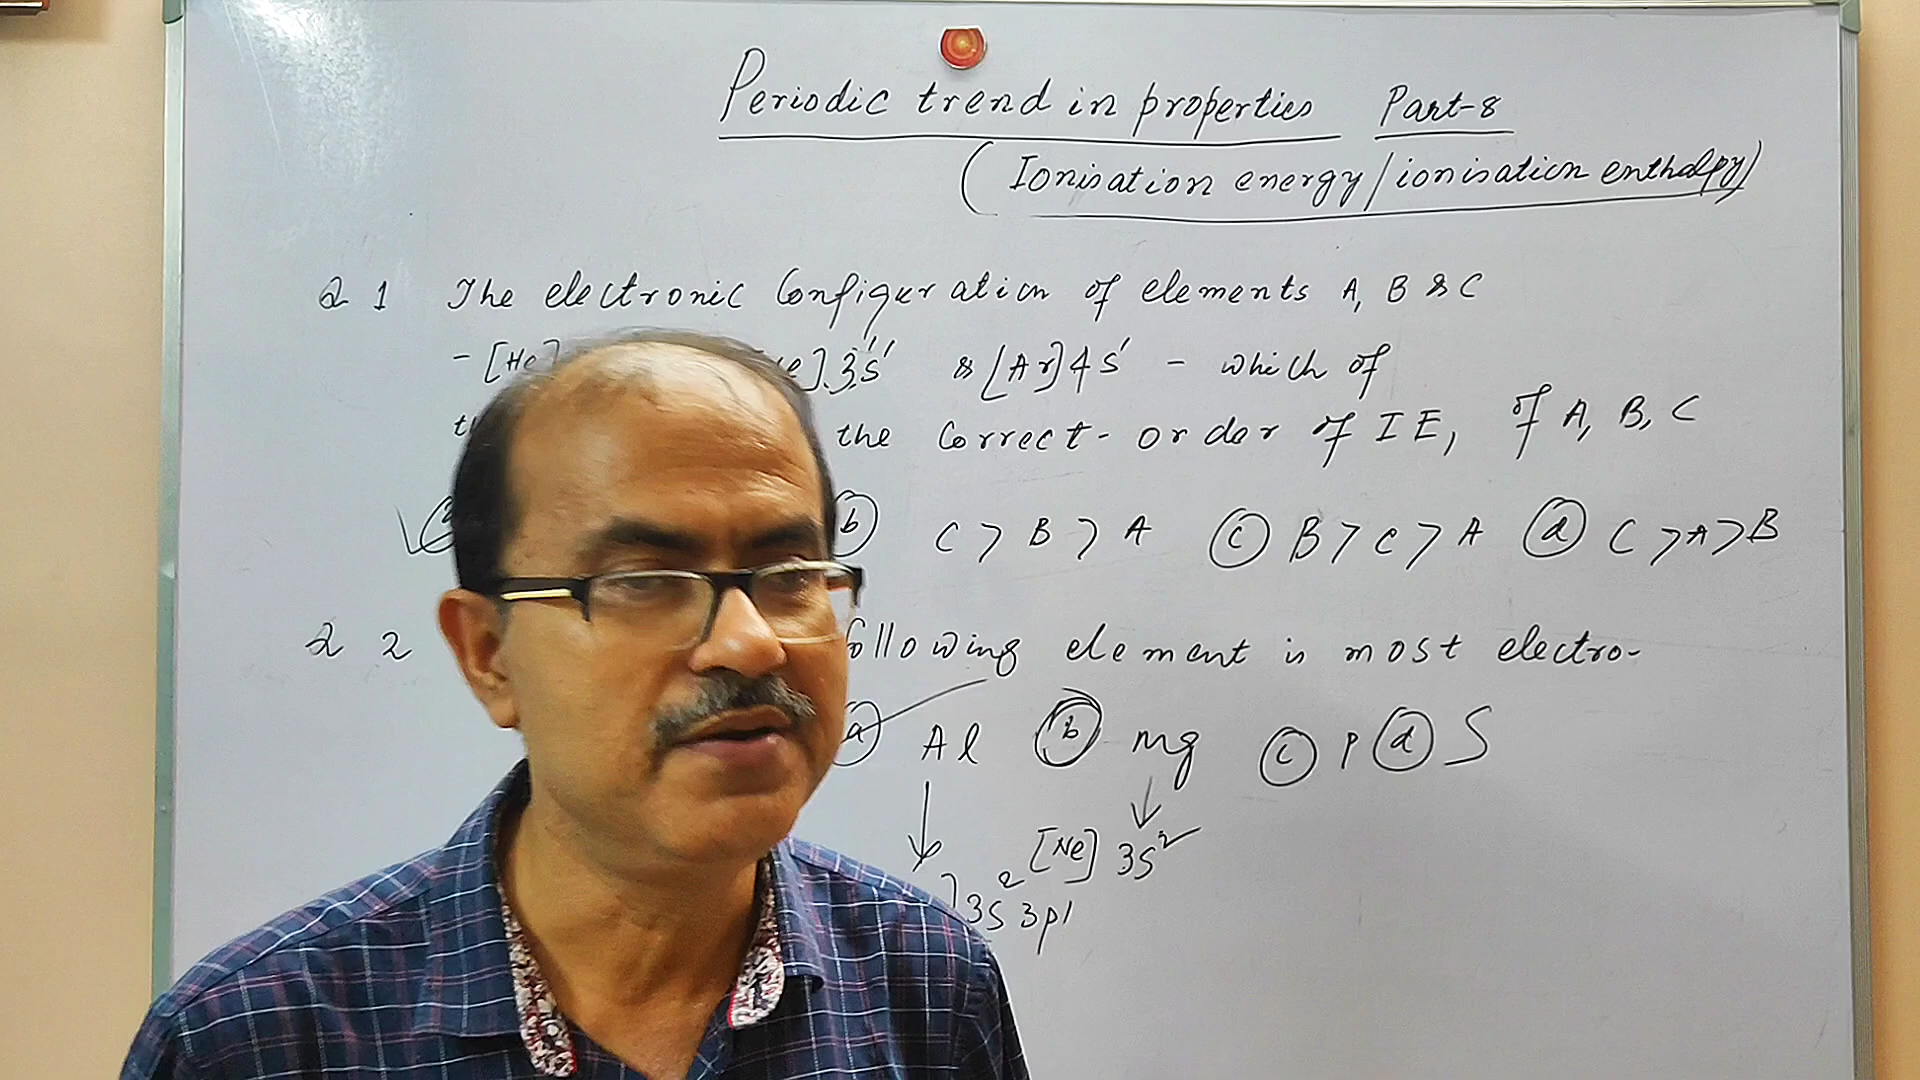 Periodic trend in properties Part-8
(Ionisation energy/ionisation enthalpy)
Q 1 The electronic Configuration of elements A, B & C
- [He] 3s' & [Ar] 4s' - which of
the correct- order of IE, of A, B, C
(b) C > B > A (c) B > C > A (d) C > A > B
Q 2 following element is most electro-
(a) Al (b) Mg (c) P (d) S
[Ne] 3s²
]3s² 3p1